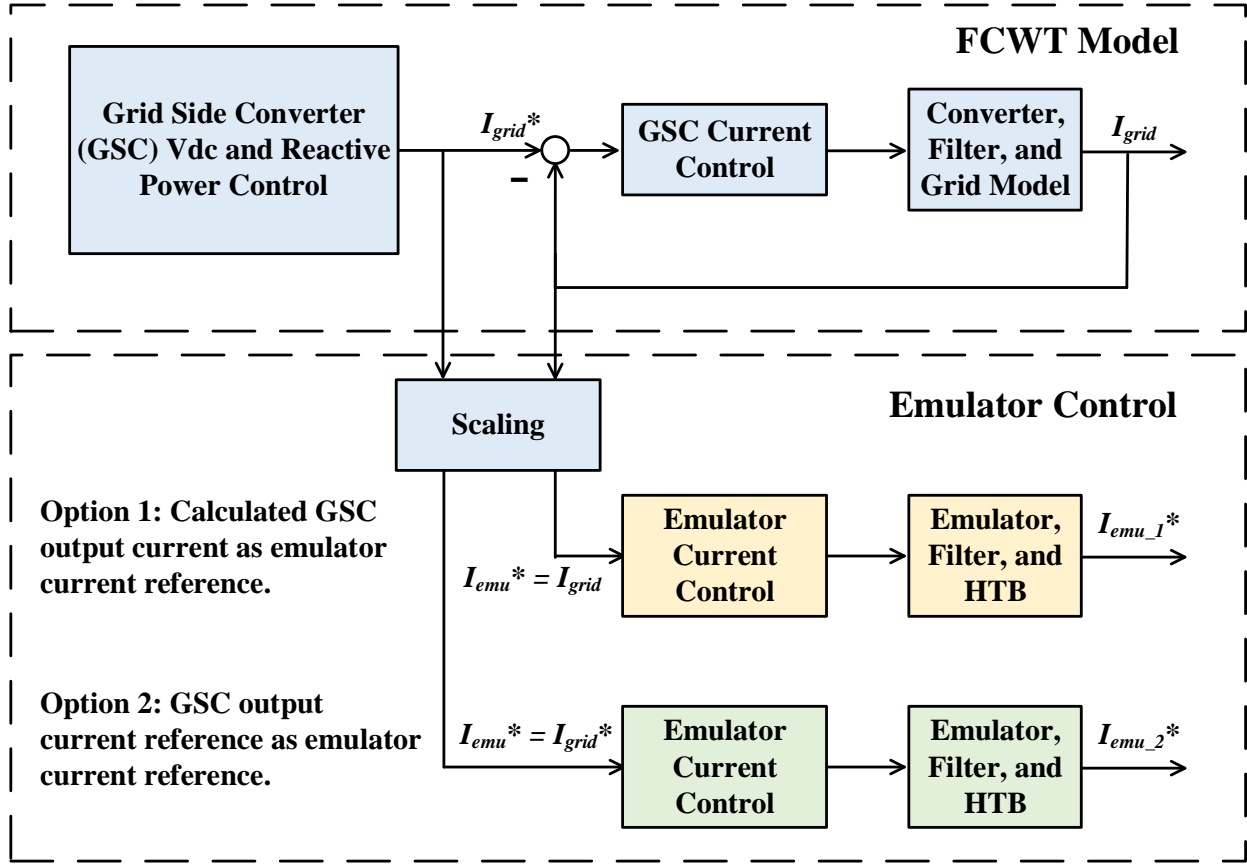 FCWT Model
Grid Side Converter
(GSC) Vdc and Reactive
Power Control
I_grid*
−
GSC Current
Control
Converter,
Filter, and
Grid Model
I_grid
Scaling
Emulator Control
Option 1: Calculated GSC
output current as emulator
current reference.
I_emu* = I_grid
Emulator
Current
Control
Emulator,
Filter, and
HTB
I_emu_1*
Option 2: GSC output
current reference as emulator
current reference.
I_emu* = I_grid*
Emulator
Current
Control
Emulator,
Filter, and
HTB
I_emu_2*